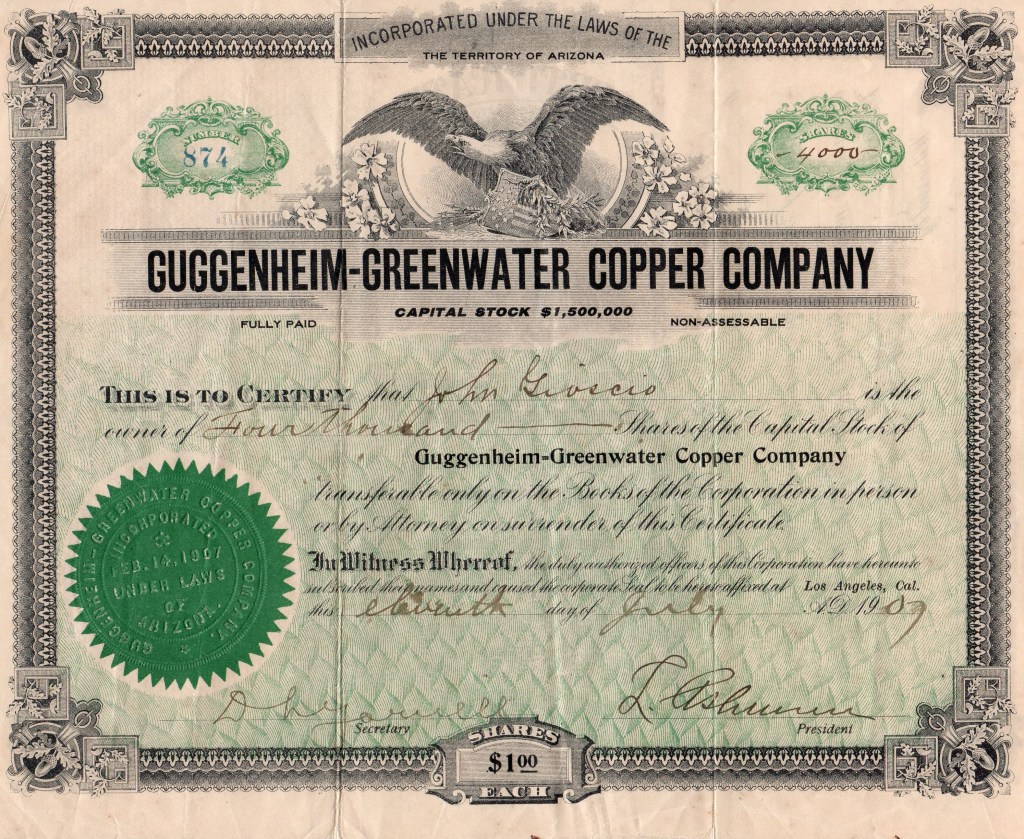 INCORPORATED UNDER THE LAWS OF THE
THE TERRITORY OF ARIZONA
NUMBER
874
SHARES
4000
GUGGENHEIM-GREENWATER COPPER COMPANY
CAPITAL STOCK $1,500,000
FULLY PAID
NON-ASSESSABLE
THIS IS TO CERTIFY that John Gioscio is the
owner of Four thousand Shares of the Capital Stock of
Guggenheim-Greenwater Copper Company
transferable only on the Books of the Corporation in person
or by Attorney on surrender of this Certificate.
In Witness Whereof, the duly authorized officers of this Corporation have hereunto
subscribed their names and caused the corporate Seal to be hereto affixed at Los Angeles, Cal.
this eleventh day of July A.D. 1909
GUGGENHEIM-GREENWATER COPPER COMPANY.
INCORPORATED
FEB. 14, 1907
UNDER LAWS
OF
ARIZONA.
Secretary
President
SHARES
$1.00
EACH